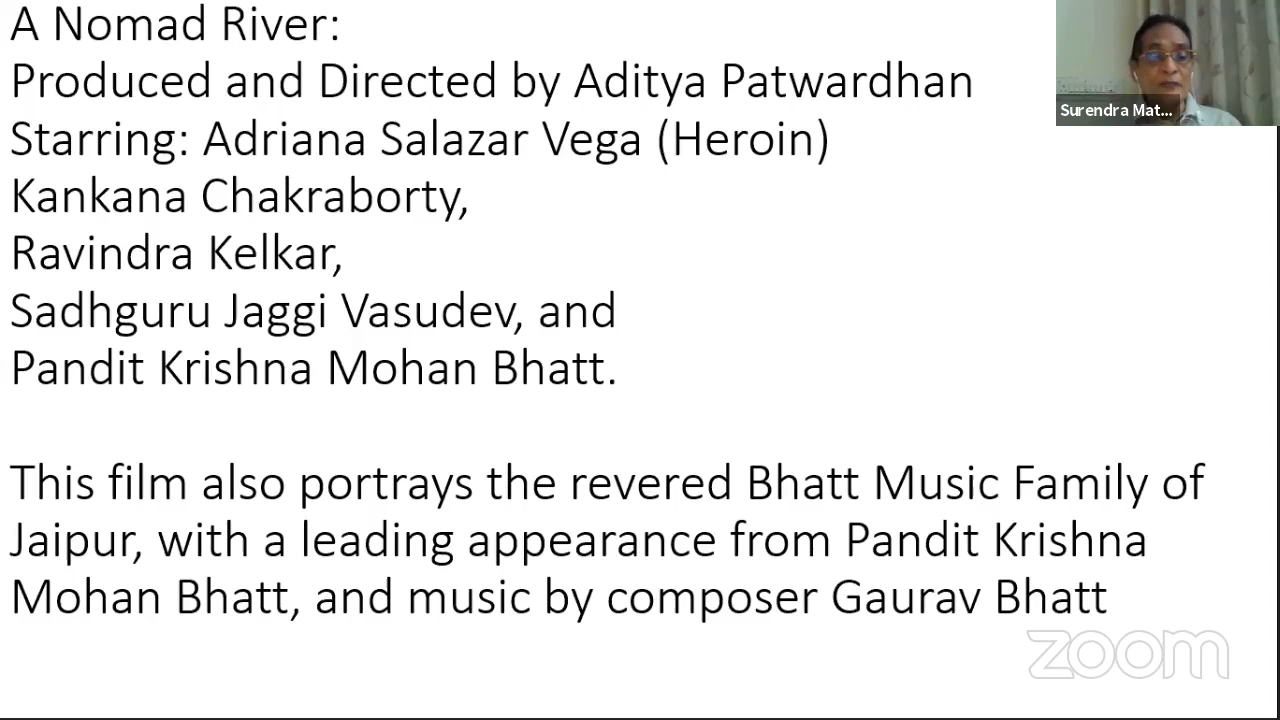 A Nomad River:
Produced and Directed by Aditya Patwardhan
Starring: Adriana Salazar Vega (Heroin)
Kankana Chakraborty,
Ravindra Kelkar,
Sadhguru Jaggi Vasudev, and
Pandit Krishna Mohan Bhatt.
This film also portrays the revered Bhatt Music Family of
Jaipur, with a leading appearance from Pandit Krishna
Mohan Bhatt, and music by composer Gaurav Bhatt
Surendra Mat...
zoom